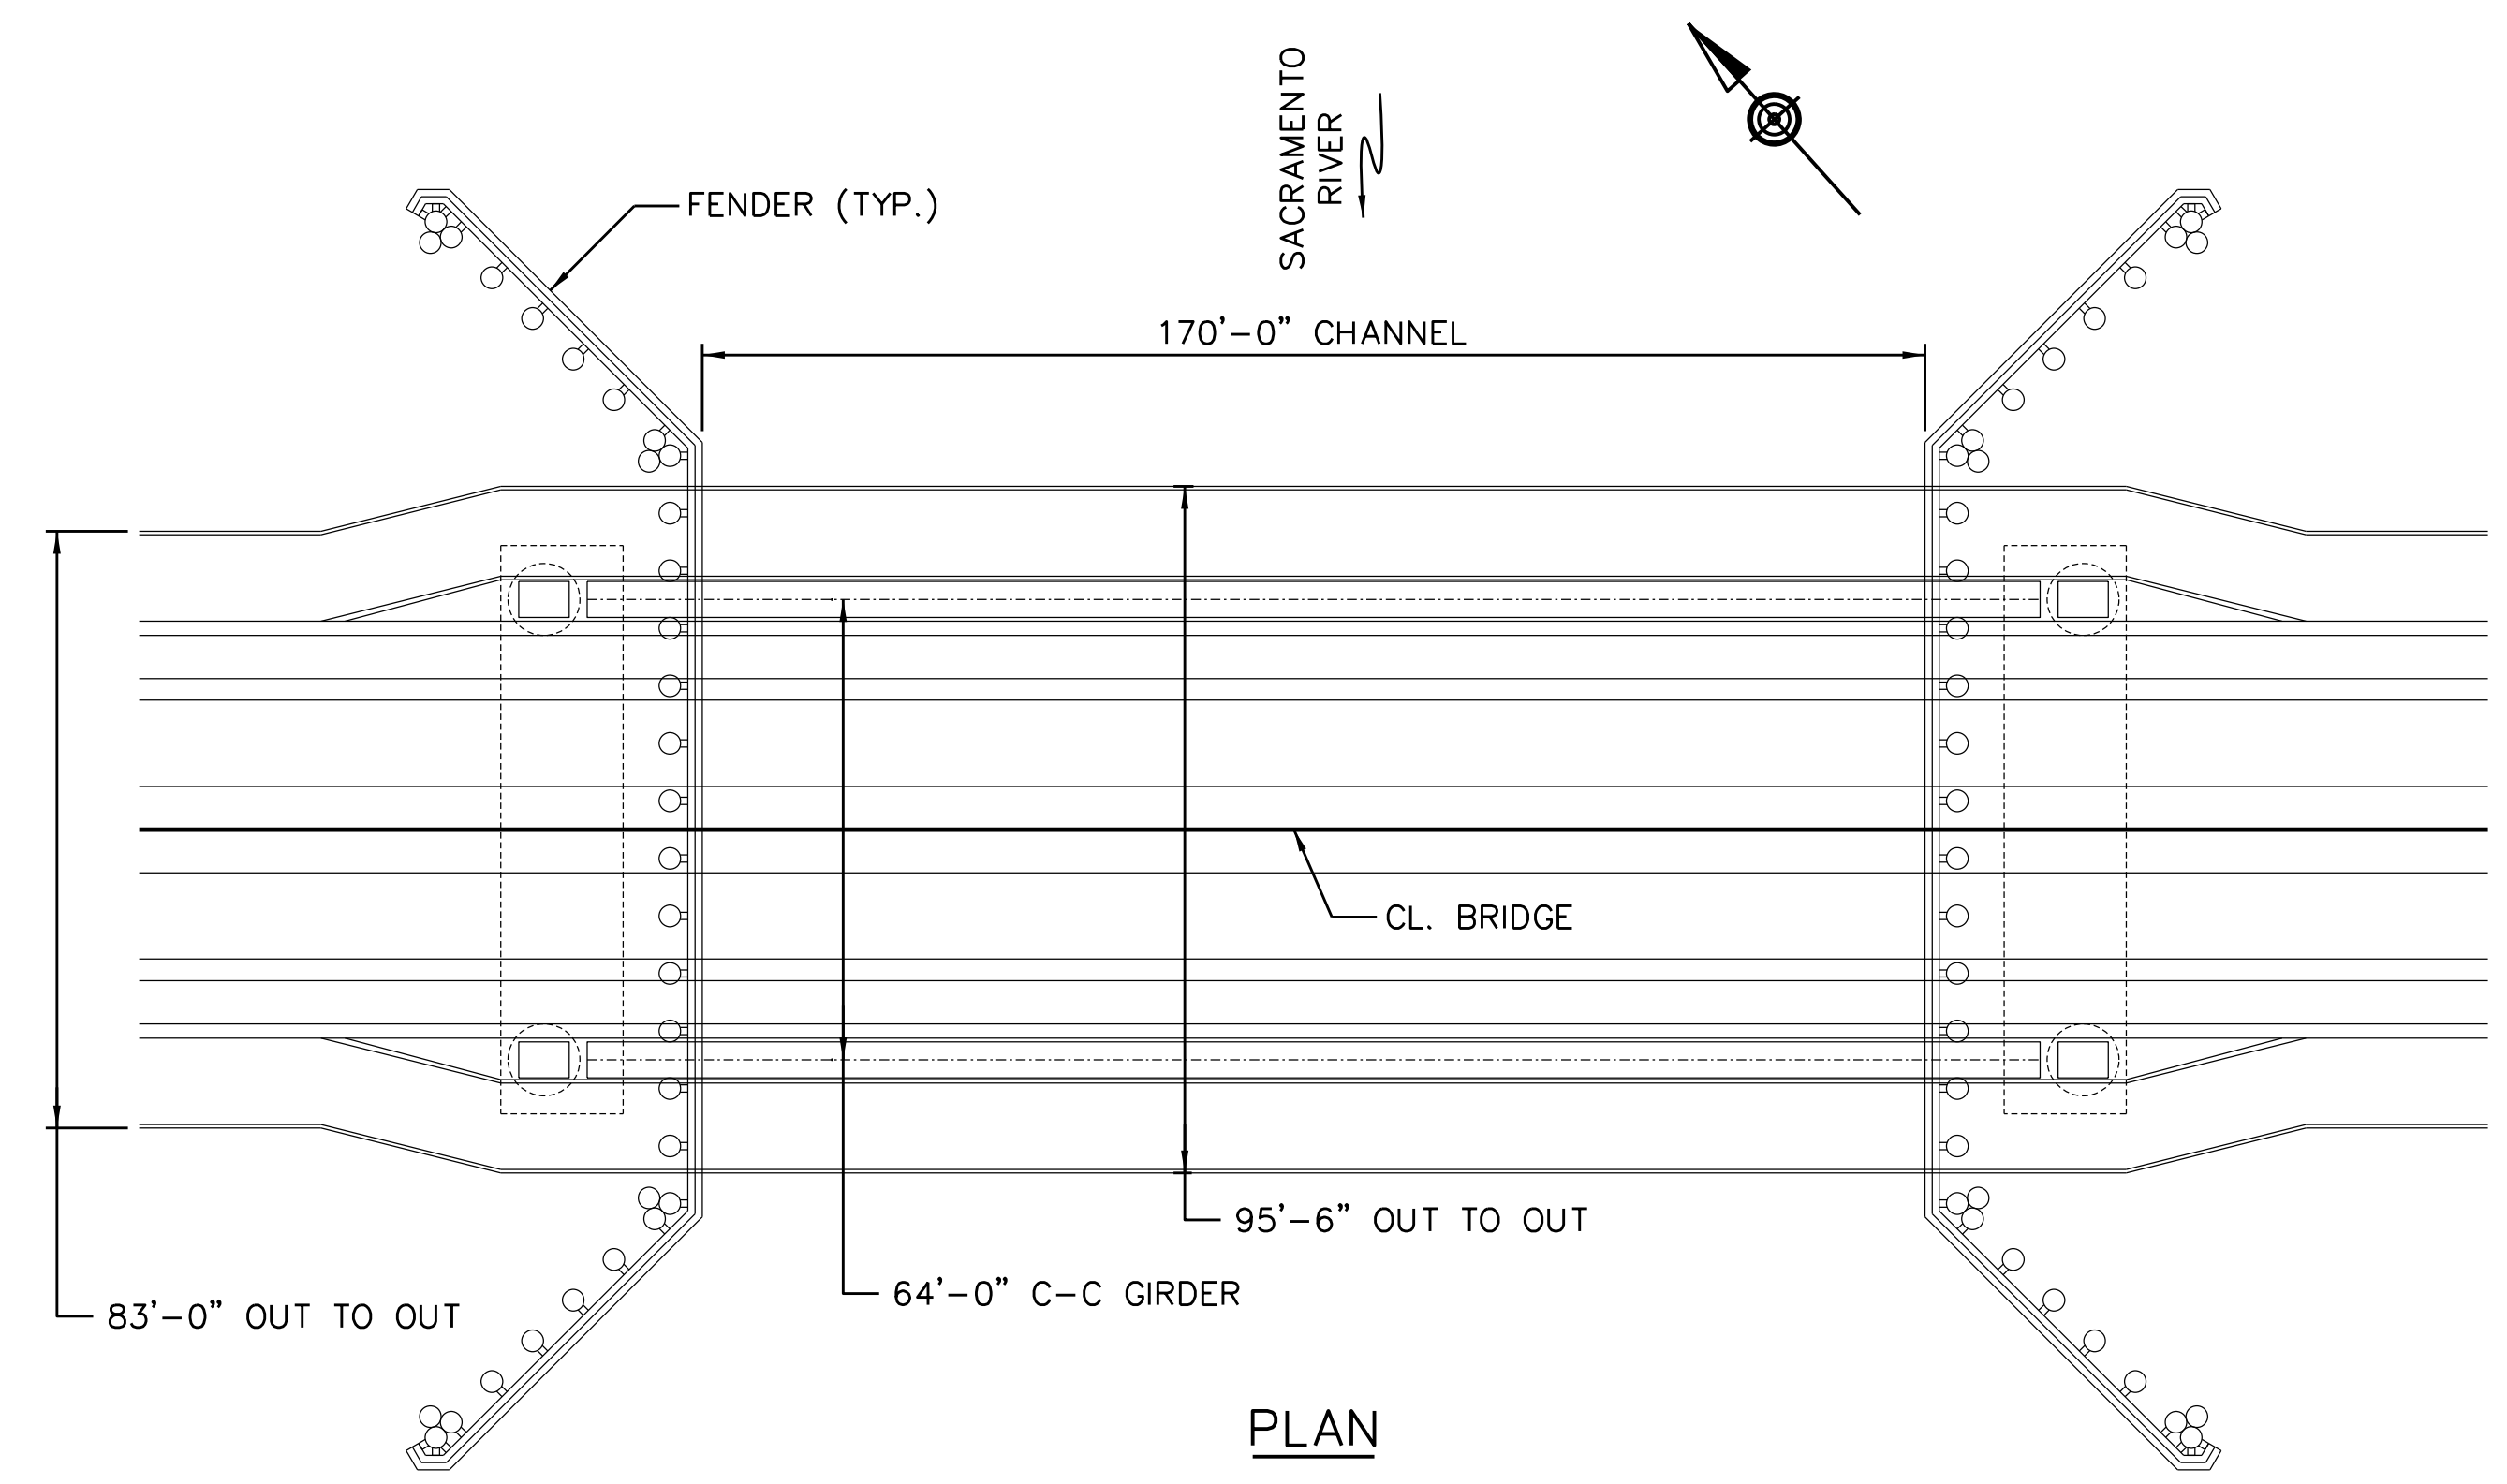 SACRAMENTO
RIVER
FENDER (TYP.)
170'-0" CHANNEL
CL. BRIDGE
95'-6" OUT TO OUT
64'-0" C-C GIRDER
83'-0" OUT TO OUT
PLAN